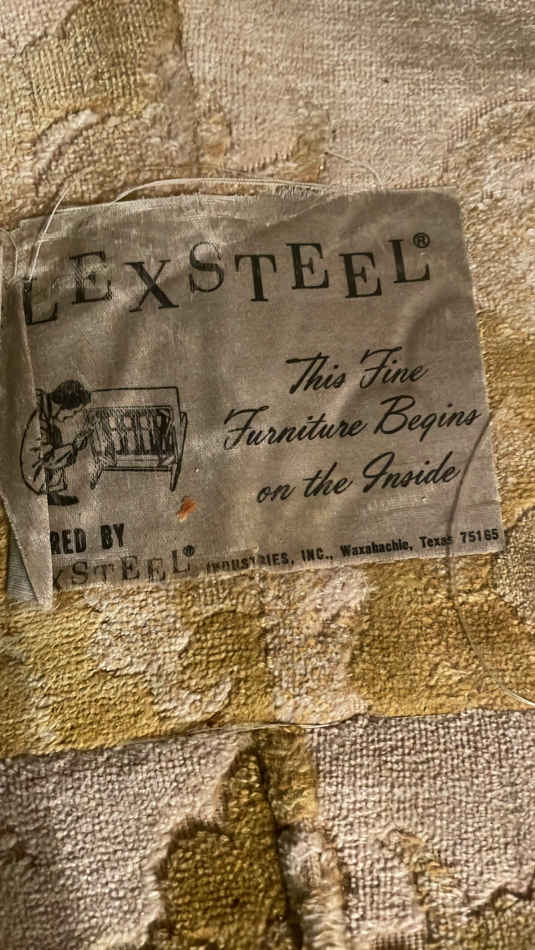 LEXSTEEL®
This Fine
Furniture Begins
on the Inside
RED BY
XSTEEL® INDUSTRIES, INC., Waxahachie, Texas 75165